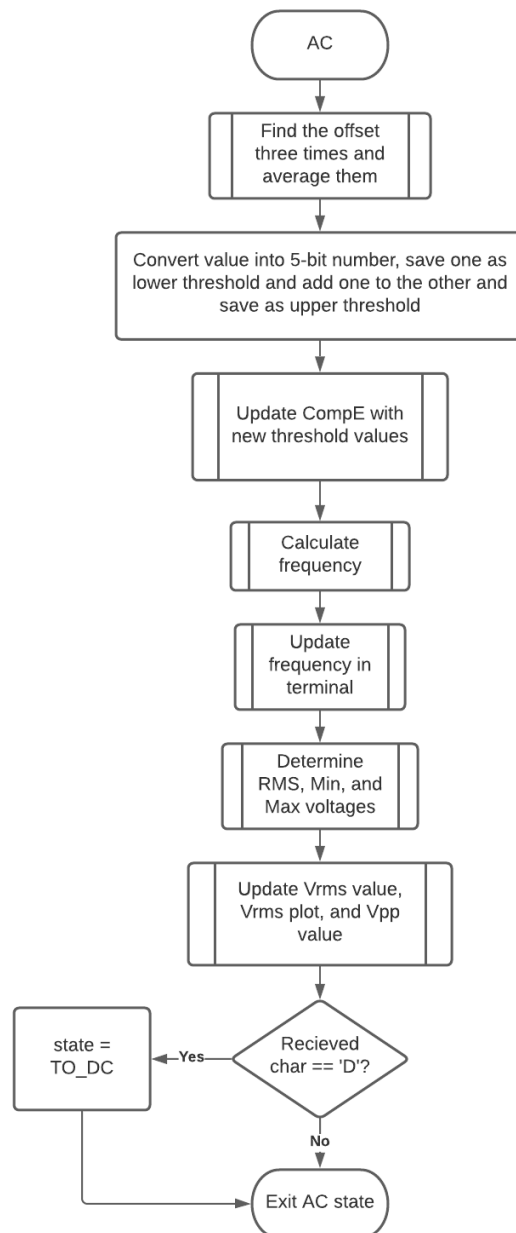 AC
Find the offset
three times and
average them
Convert value into 5-bit number, save one as
lower threshold and add one to the other and
save as upper threshold
Update CompE with
new threshold values
Calculate
frequency
Update
frequency in
terminal
Determine
RMS, Min, and
Max voltages
Update Vrms value,
Vrms plot, and Vpp
value
Recieved
char == 'D'?
Yes
state =
TO_DC
No
Exit AC state